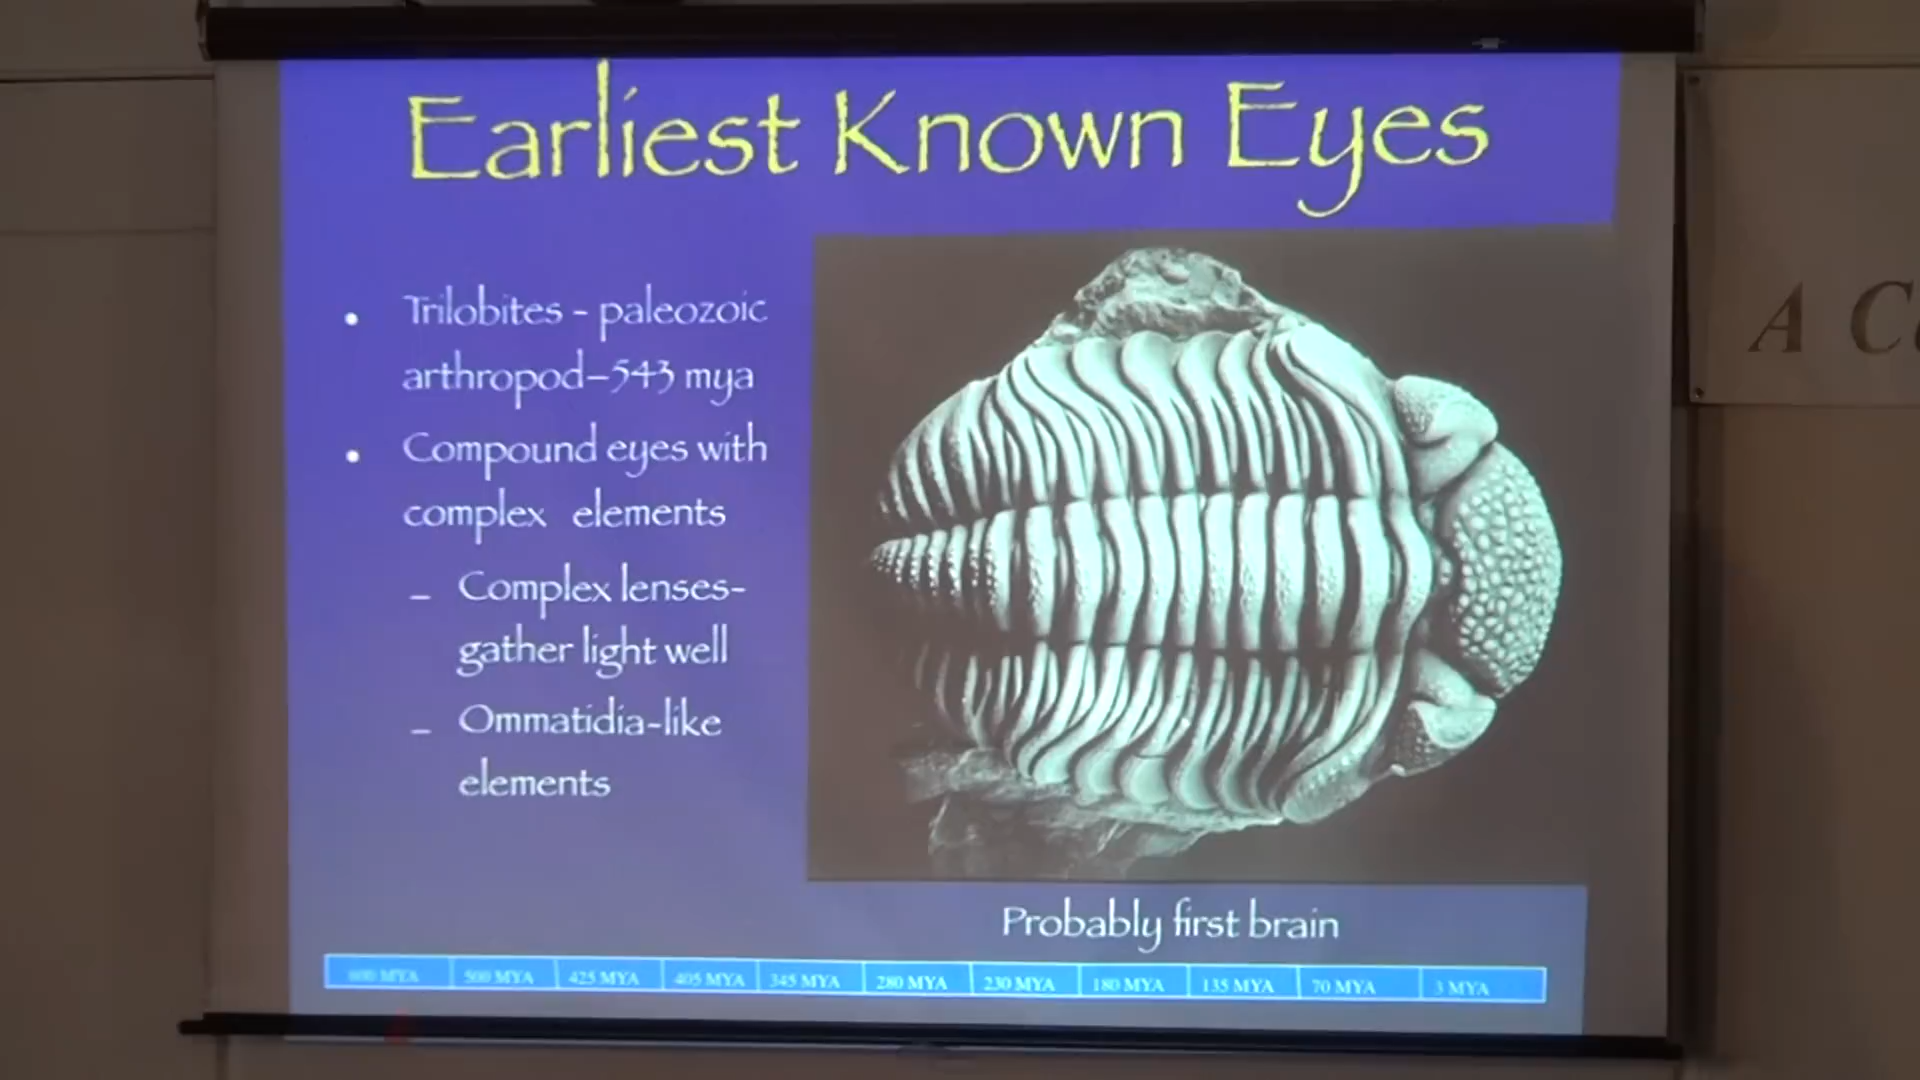 Earliest Known Eyes
• Trilobites - paleozoic
arthropod–543 mya
• Compound eyes with
complex elements
– Complex lenses-
gather light well
– Ommatidia-like
elements
Probably first brain
600 MYA 500 MYA 425 MYA 405 MYA 345 MYA 280 MYA 230 MYA 180 MYA 135 MYA 70 MYA 3 MYA
A